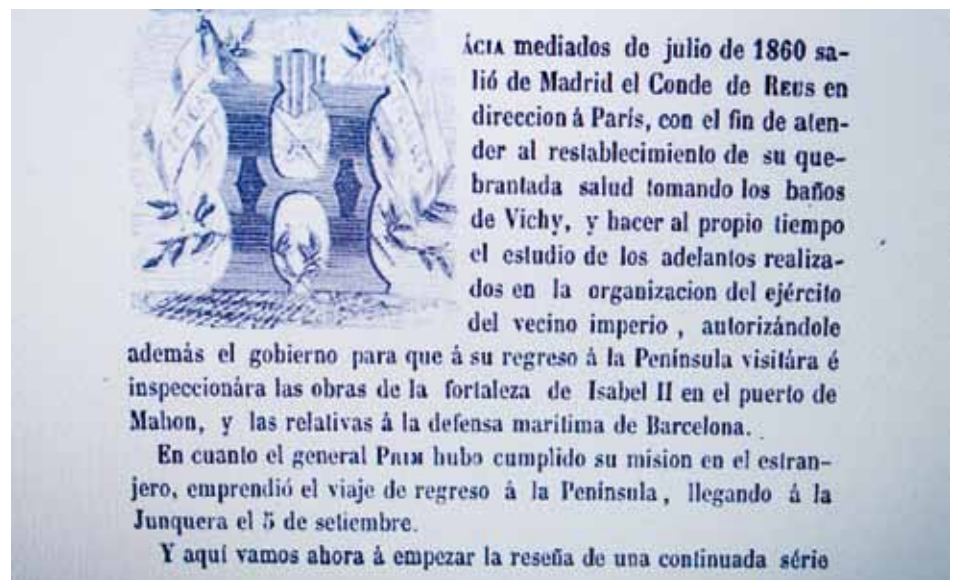 HÁCIA mediados de julio de 1860 sa-
lió de Madrid el Conde de REUS en
direccion á París, con el fin de aten-
der al restablecimiento de su que-
brantada salud tomando los baños
de Vichy, y hacer al propio tiempo
el estudio de los adelantos realiza-
dos en la organizacion del ejército
del vecino imperio, autorizándole
además el gobierno para que á su regreso á la Península visitára é
inspeccionára las obras de la fortaleza de Isabel II en el puerto de
Mahon, y las relativas á la defensa marítima de Barcelona.
En cuanto el general PRIM hubo cumplido su mision en el estran-
jero, emprendió el viaje de regreso á la Península, llegando á la
Junquera el 5 de setiembre.
Y aquí vamos ahora á empezar la reseña de una continuada série